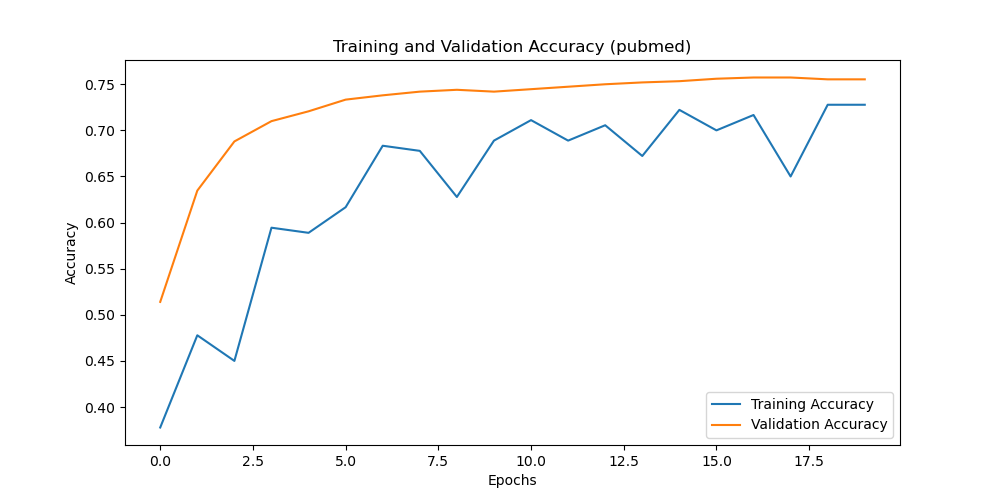 Training and Validation Accuracy (pubmed)
Accuracy
0.75
0.70
0.65
0.60
0.55
0.50
0.45
0.40
0.0 2.5 5.0 7.5 10.0 12.5 15.0 17.5
Epochs
Training Accuracy
Validation Accuracy